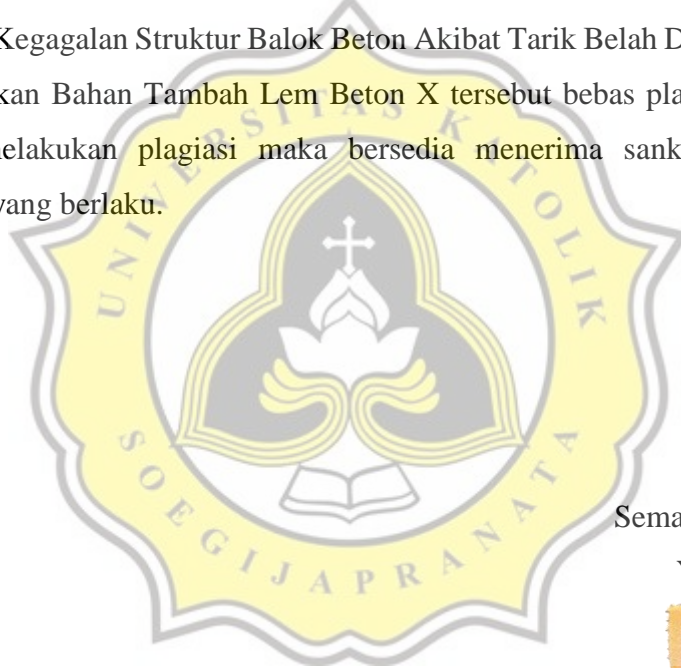 Kegagalan Struktur Balok Beton Akibat Tarik Belah D
kan Bahan Tambah Lem Beton X tersebut bebas pla
elakukan plagiasi maka bersedia menerima sank
yang berlaku.
UNIVERSITAS KATOLIK
SOEGIJAPRANATA
Sema